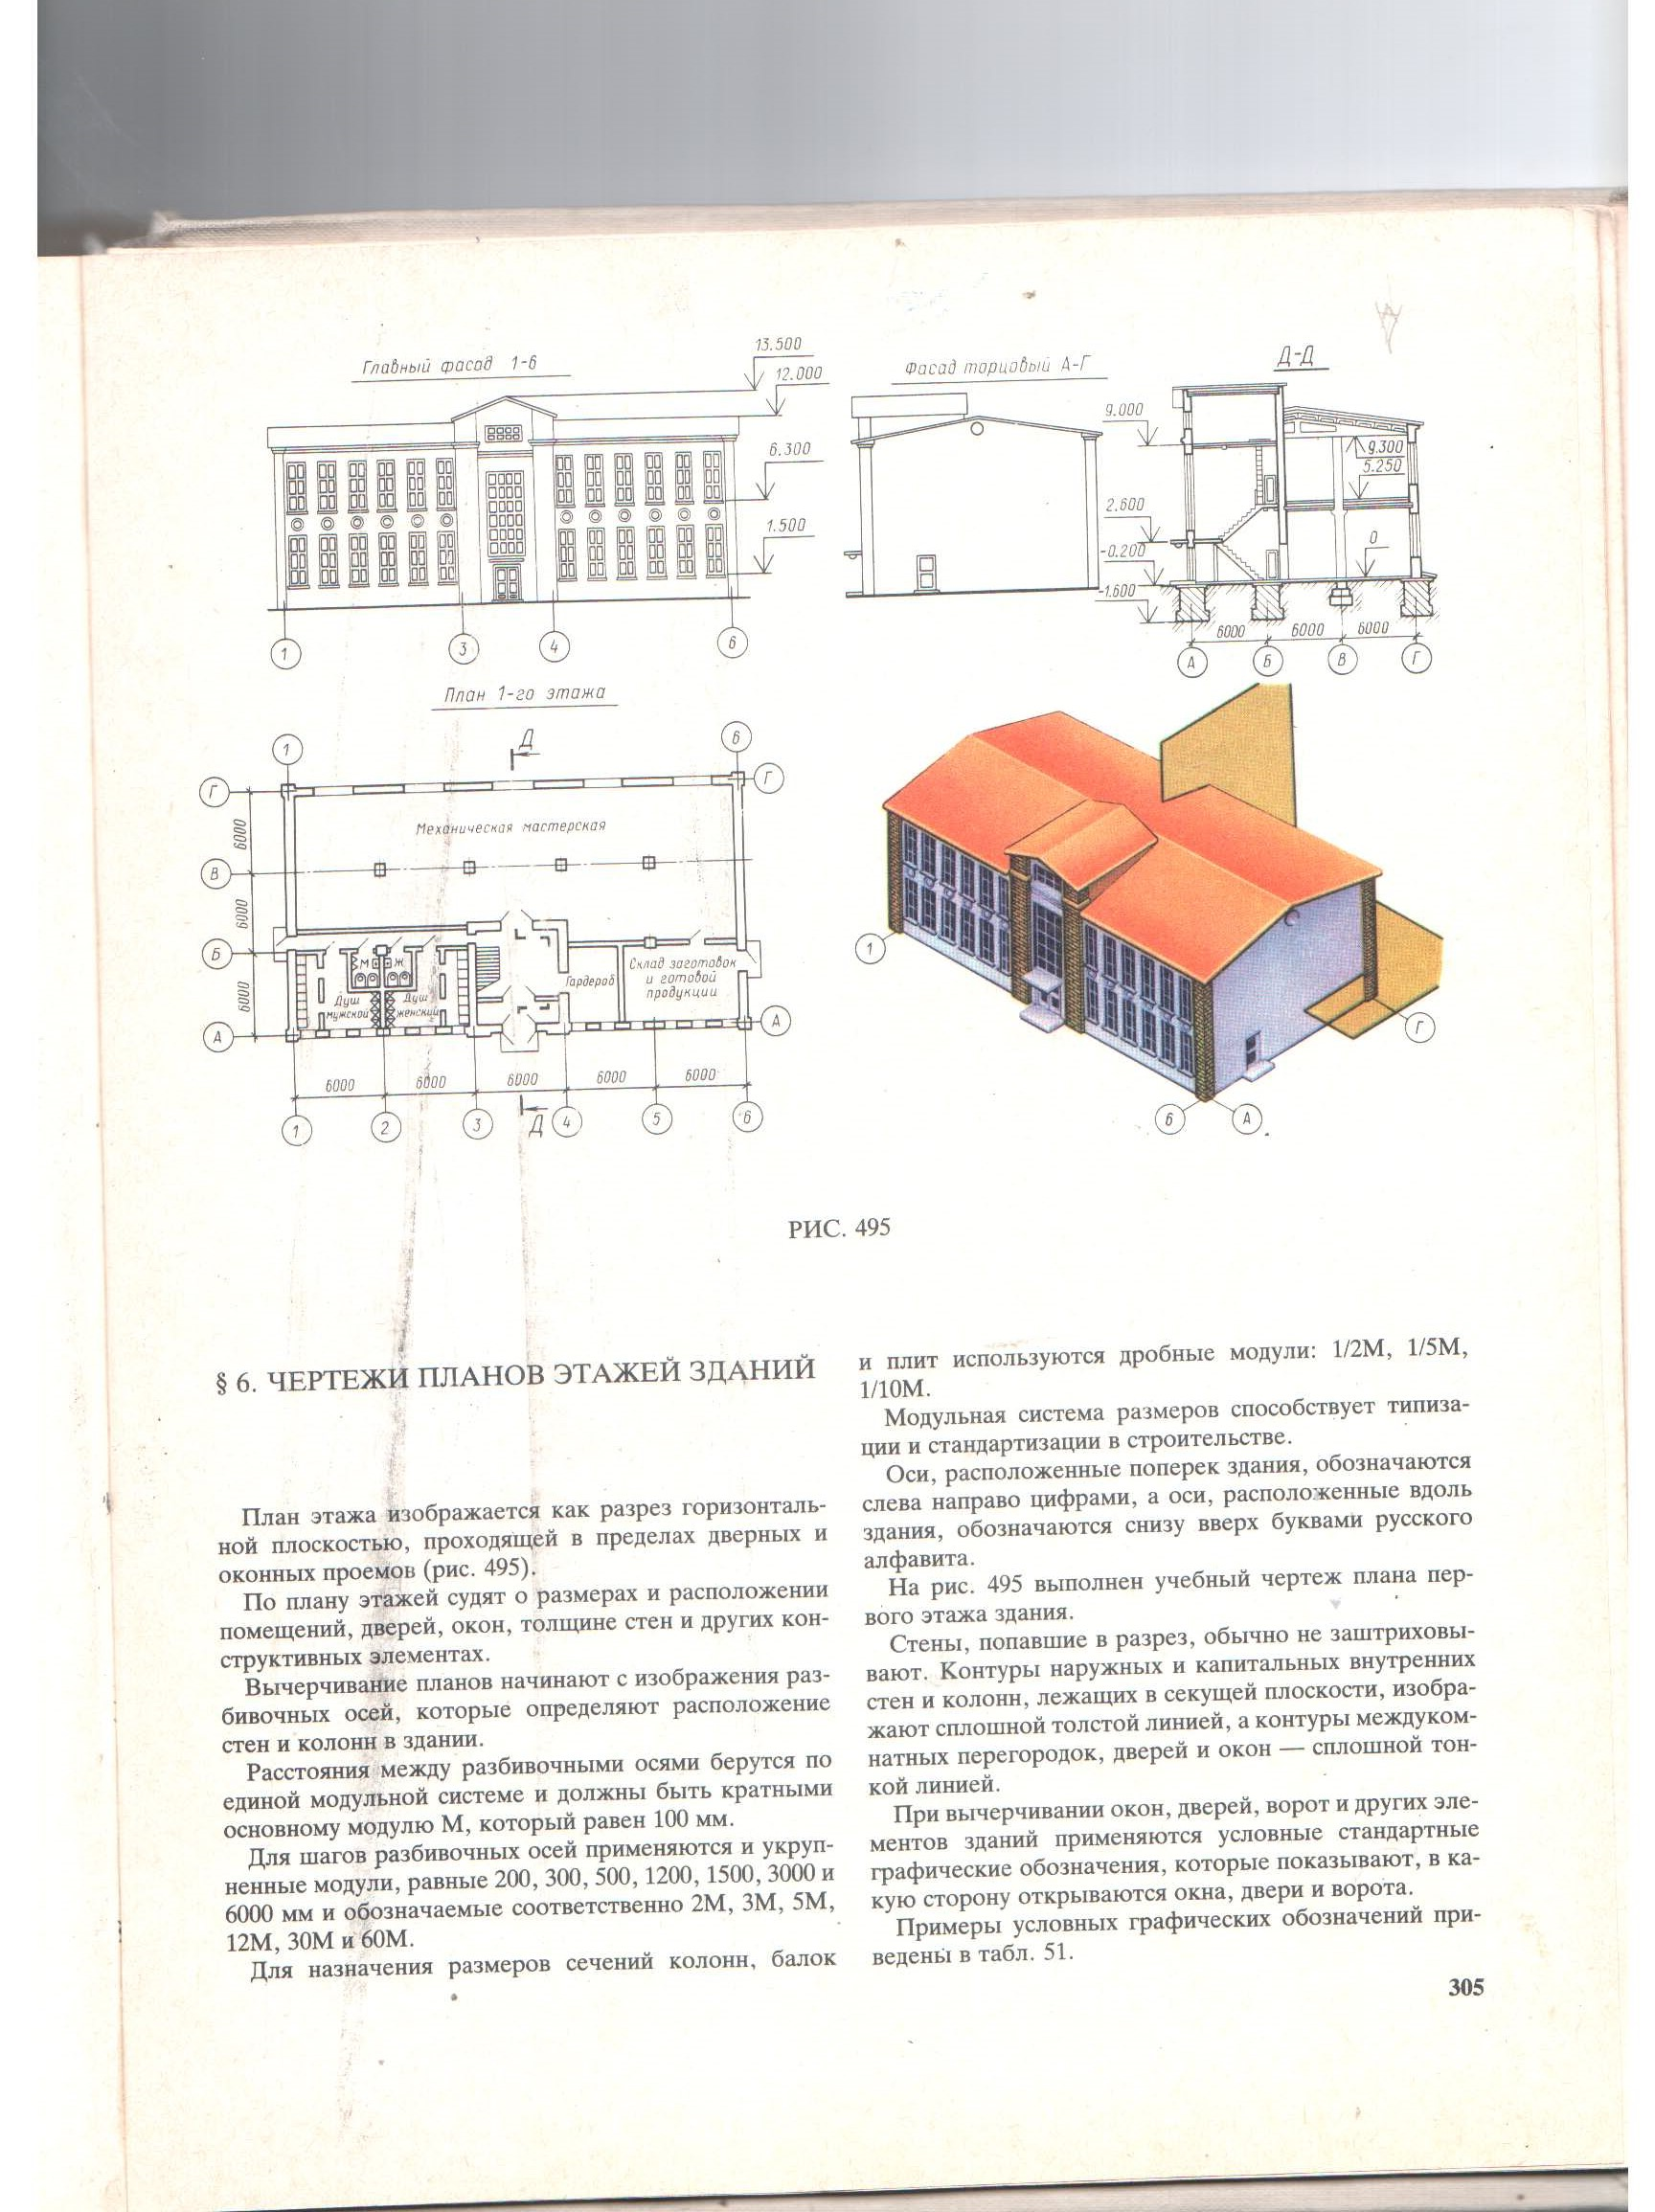 Главный фасад 1-6
13.500
12.000
6.300
1.500
1
3
4
6
Фасад торцовый А-Г
Д-Д
9.000
2.600
-0.200
-1.600
9.300
5.250
0
6000
6000
6000
А
Б
В
Г
План 1-го этажа
Д
1
6
Г
Г
6000
Механическая мастерская
В
6000
Б
6000
М
Ж
Душ
мужской
Душ
женский
Гардероб
Склад заготовок
и готовой
продукции
А
А
6000
6000
6000
6000
6000
Д
1
2
3
4
5
6
1
Г
6
А
РИС. 495
§ 6. ЧЕРТЕЖИ ПЛАНОВ ЭТАЖЕЙ ЗДАНИЙ
План этажа изображается как разрез горизонталь-
ной плоскостью, проходящей в пределах дверных и
оконных проемов (рис. 495).
По плану этажей судят о размерах и расположении
помещений, дверей, окон, толщине стен и других кон-
структивных элементах.
Вычерчивание планов начинают с изображения раз-
бивочных осей, которые определяют расположение
стен и колонн в здании.
Расстояния между разбивочными осями берутся по
единой модульной системе и должны быть кратными
основному модулю М, который равен 100 мм.
Для шагов разбивочных осей применяются и укруп-
ненные модули, равные 200, 300, 500, 1200, 1500, 3000 и
6000 мм и обозначаемые соответственно 2М, 3М, 5М,
12М, 30М и 60М.
Для назначения размеров сечений колонн, балок
и плит используются дробные модули: 1/2М, 1/5М,
1/10М.
Модульная система размеров способствует типиза-
ции и стандартизации в строительстве.
Оси, расположенные поперек здания, обозначаются
слева направо цифрами, а оси, расположенные вдоль
здания, обозначаются снизу вверх буквами русского
алфавита.
На рис. 495 выполнен учебный чертеж плана пер-
вого этажа здания.
Стены, попавшие в разрез, обычно не заштриховы-
вают. Контуры наружных и капитальных внутренних
стен и колонн, лежащих в секущей плоскости, изобра-
жают сплошной толстой линией, а контуры междуком-
натных перегородок, дверей и окон — сплошной тон-
кой линией.
При вычерчивании окон, дверей, ворот и других эле-
ментов зданий применяются условные стандартные
графические обозначения, которые показывают, в ка-
кую сторону открываются окна, двери и ворота.
Примеры условных графических обозначений при-
ведены в табл. 51.
305